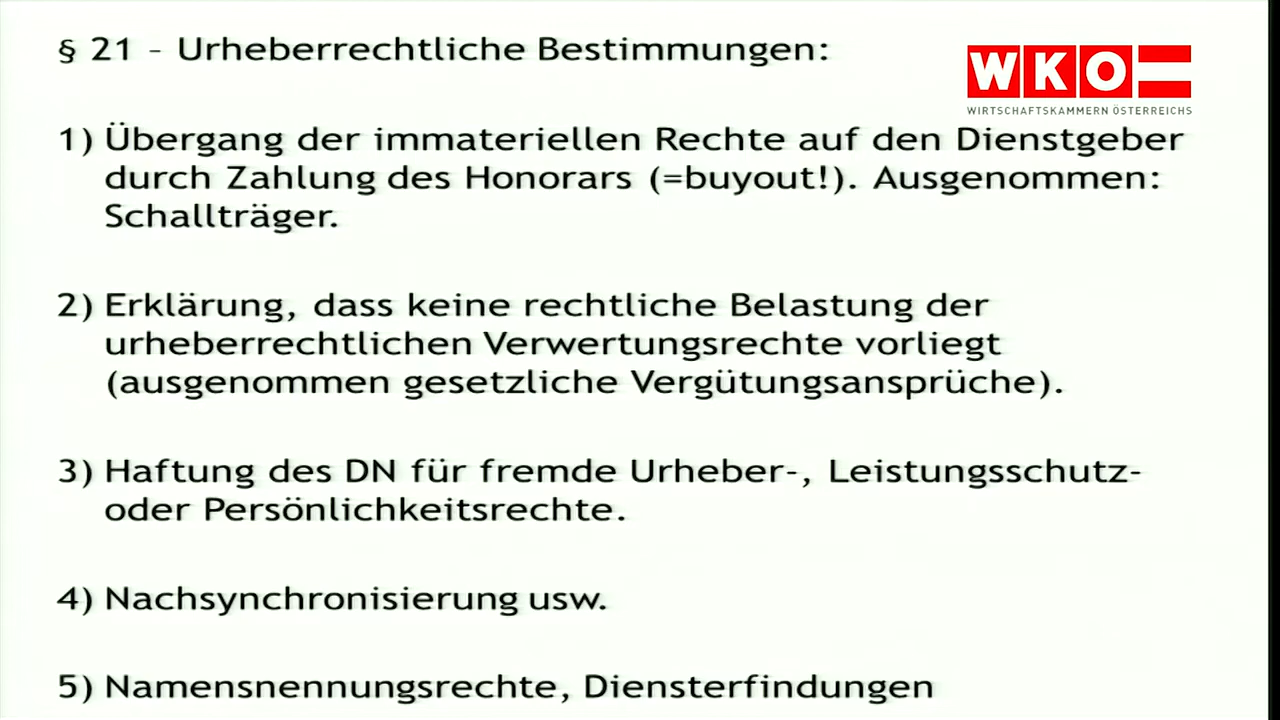 § 21 - Urheberrechtliche Bestimmungen:
WKO
WIRTSCHAFTSKAMMERN ÖSTERREICHS
1) Übergang der immateriellen Rechte auf den Dienstgeber
durch Zahlung des Honorars (=buyout!). Ausgenommen:
Schallträger.
2) Erklärung, dass keine rechtliche Belastung der
urheberrechtlichen Verwertungsrechte vorliegt
(ausgenommen gesetzliche Vergütungsansprüche).
3) Haftung des DN für fremde Urheber-, Leistungsschutz-
oder Persönlichkeitsrechte.
4) Nachsynchronisierung usw.
5) Namensnennungsrechte, Diensterfindungen